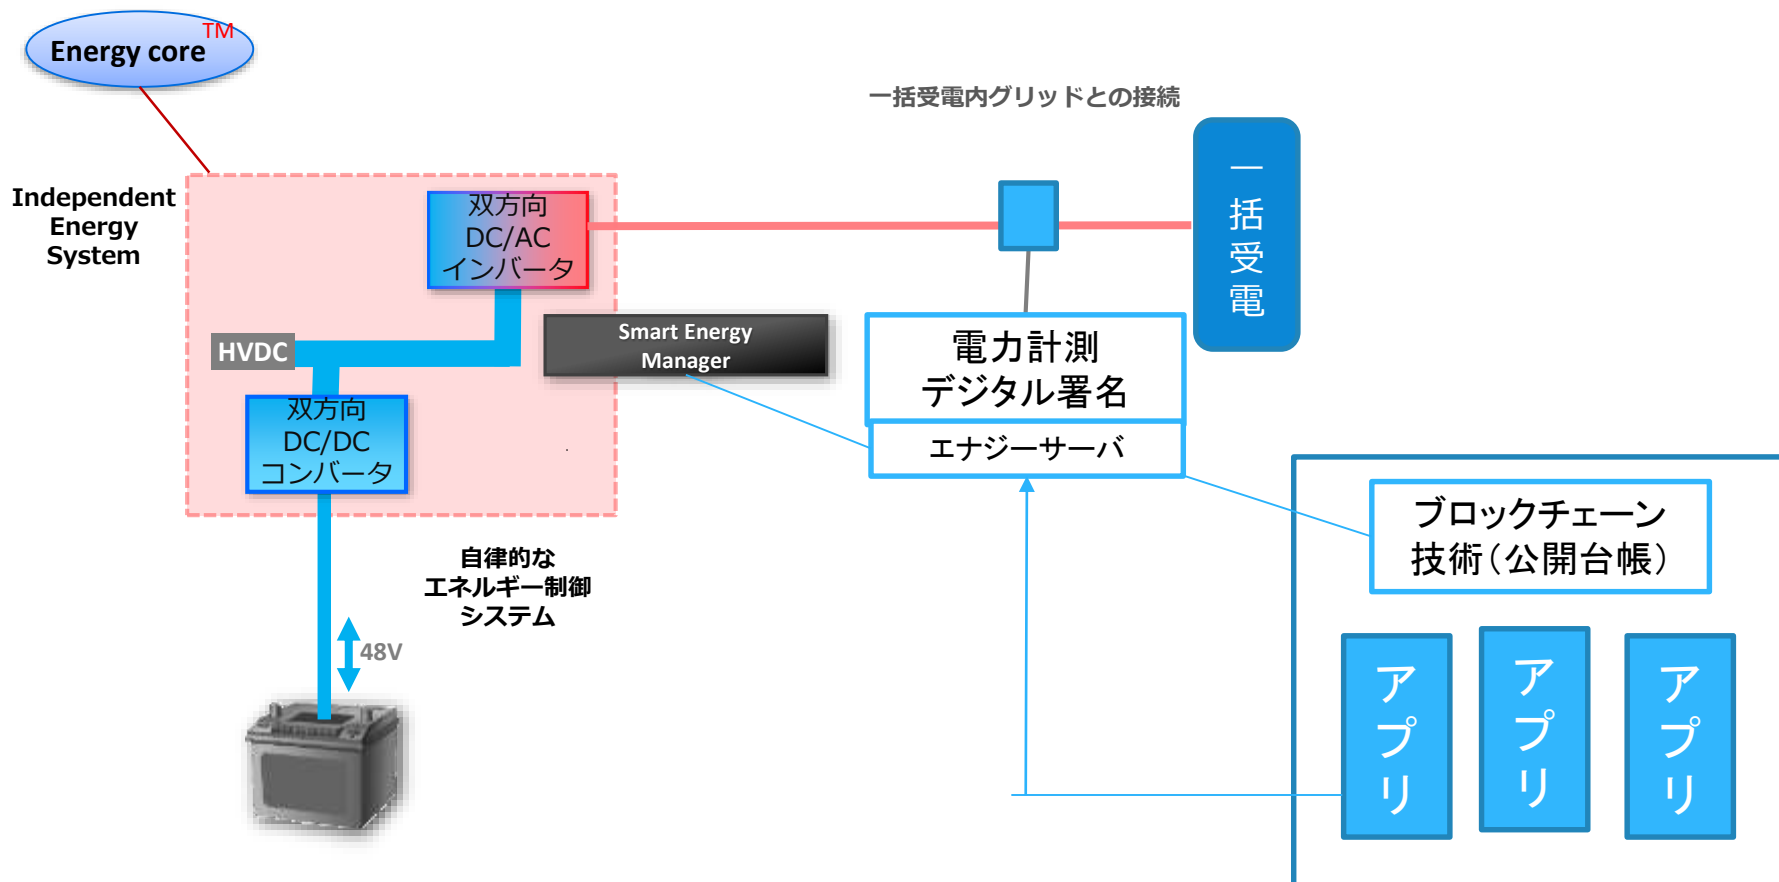 Energy core TM
一括受電内グリッドとの接続
Independent
Energy
System
双方向
DC/AC
インバータ
一括受電
HVDC
Smart Energy
Manager
電力計測
デジタル署名
エナジーサーバ
双方向
DC/DC
コンバータ
ブロックチェーン
技術（公開台帳）
自律的な
エネルギー制御
システム
48V
アプリ
アプリ
アプリ